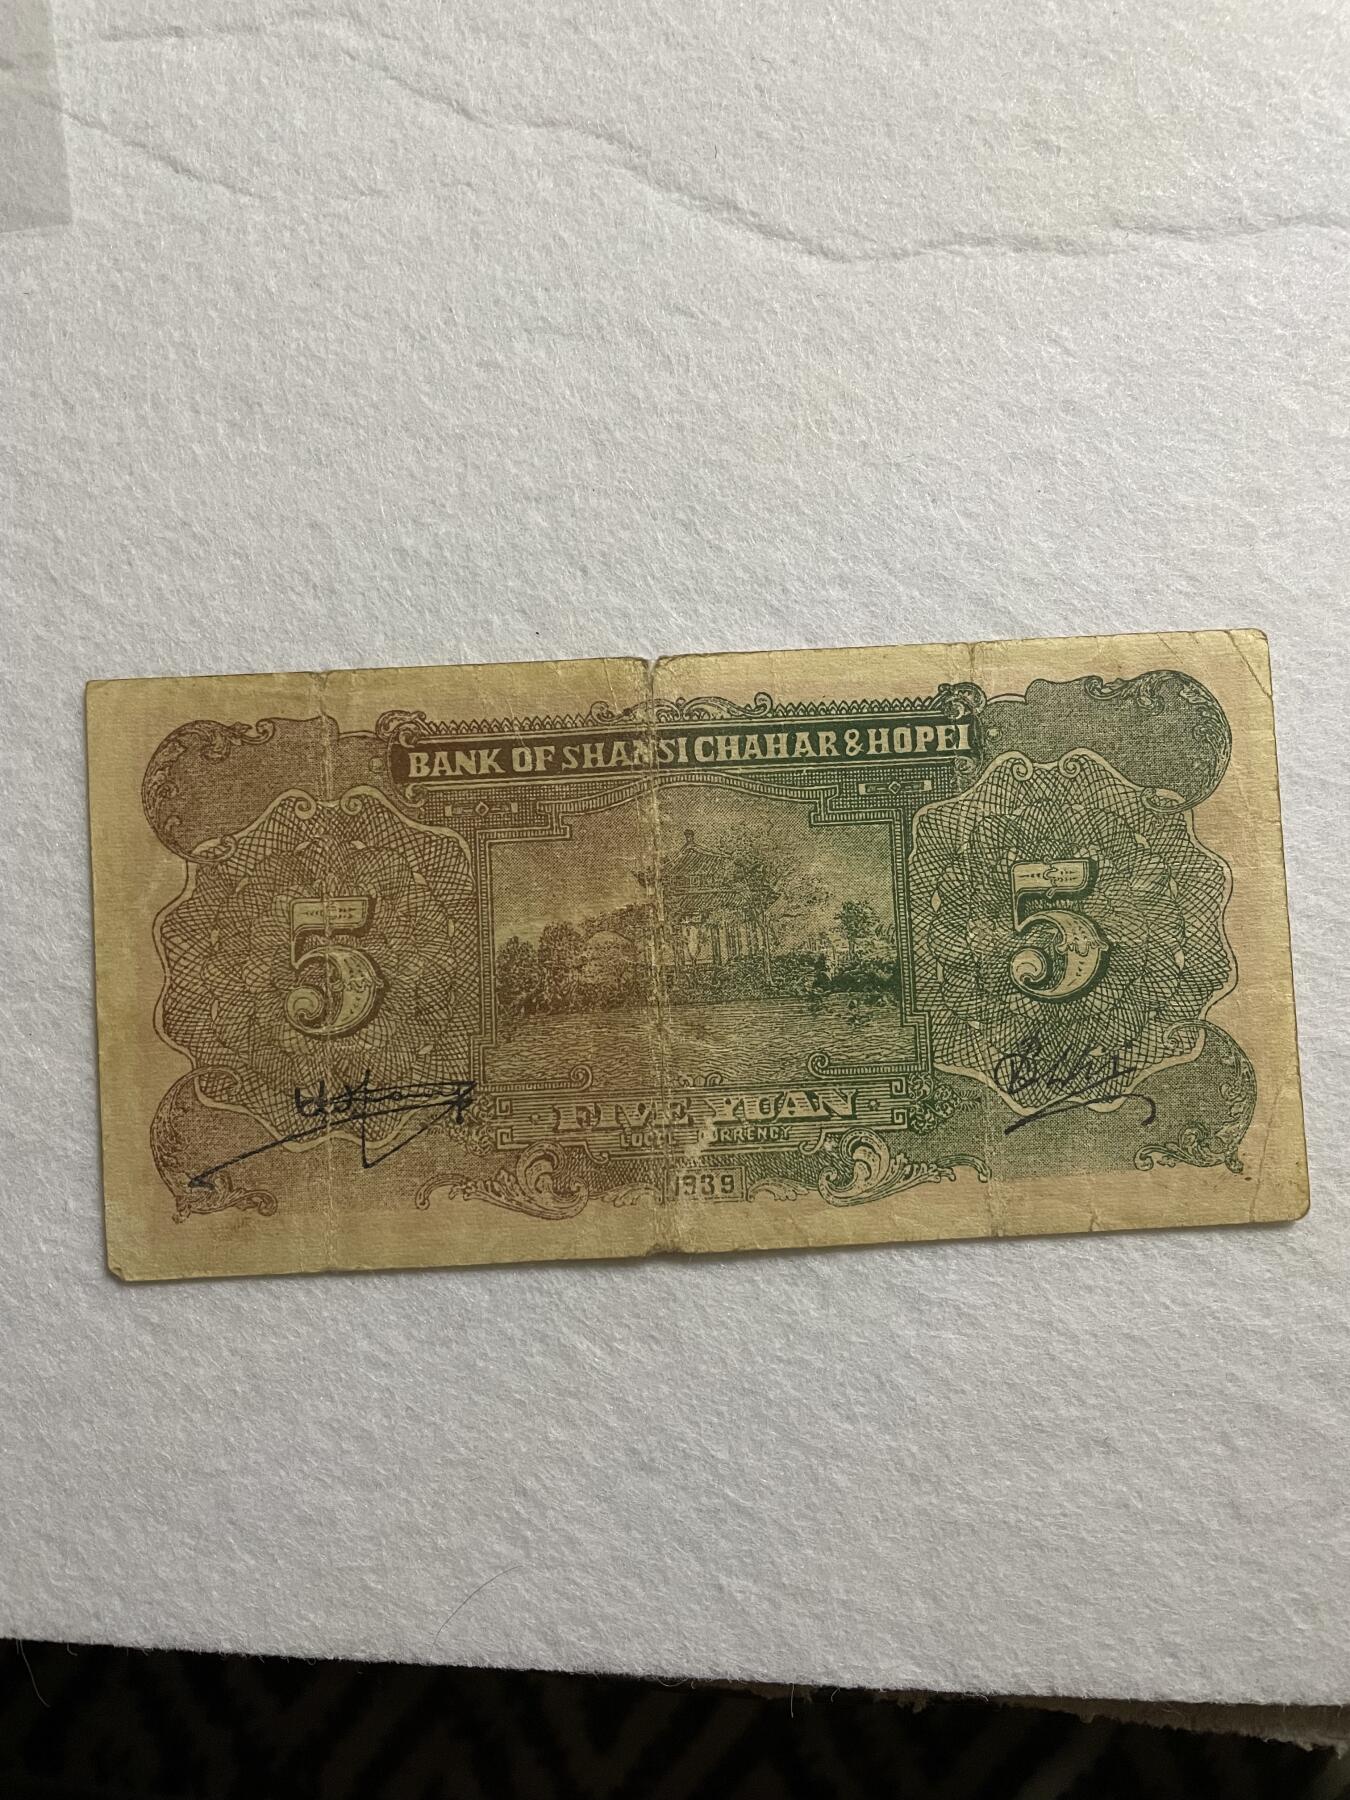 BANK OF SHANSI CHAHAR & HOPEI
5
5
FIVE YUAN
LOCAL CURRENCY
1939